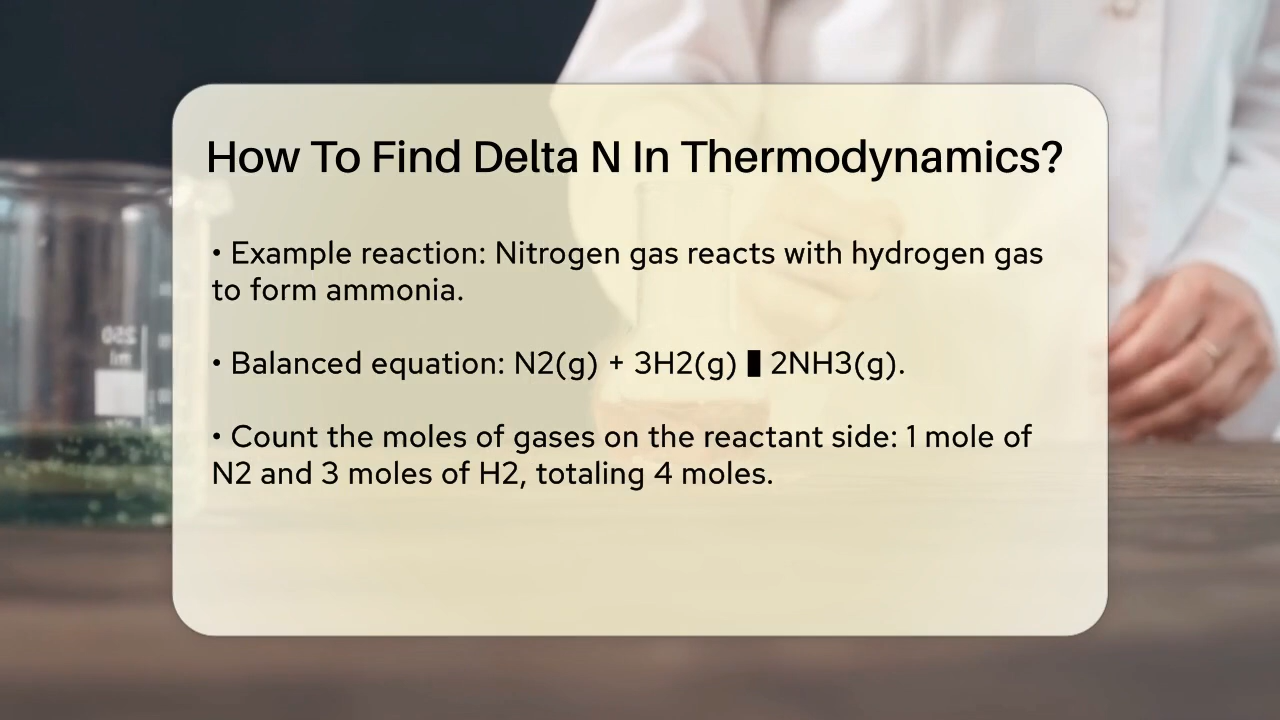 How To Find Delta N In Thermodynamics?
• Example reaction: Nitrogen gas reacts with hydrogen gas
to form ammonia.
• Balanced equation: N2(g) + 3H2(g) ▮ 2NH3(g).
• Count the moles of gases on the reactant side: 1 mole of
N2 and 3 moles of H2, totaling 4 moles.
250
ml